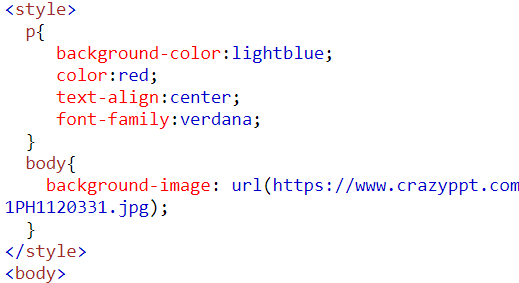 <style>
p{
background-color:lightblue;
color:red;
text-align:center;
font-family:verdana;
}
body{
background-image: url(https://www.crazyppt.com
1PH1120331.jpg);
}
</style>
<body>